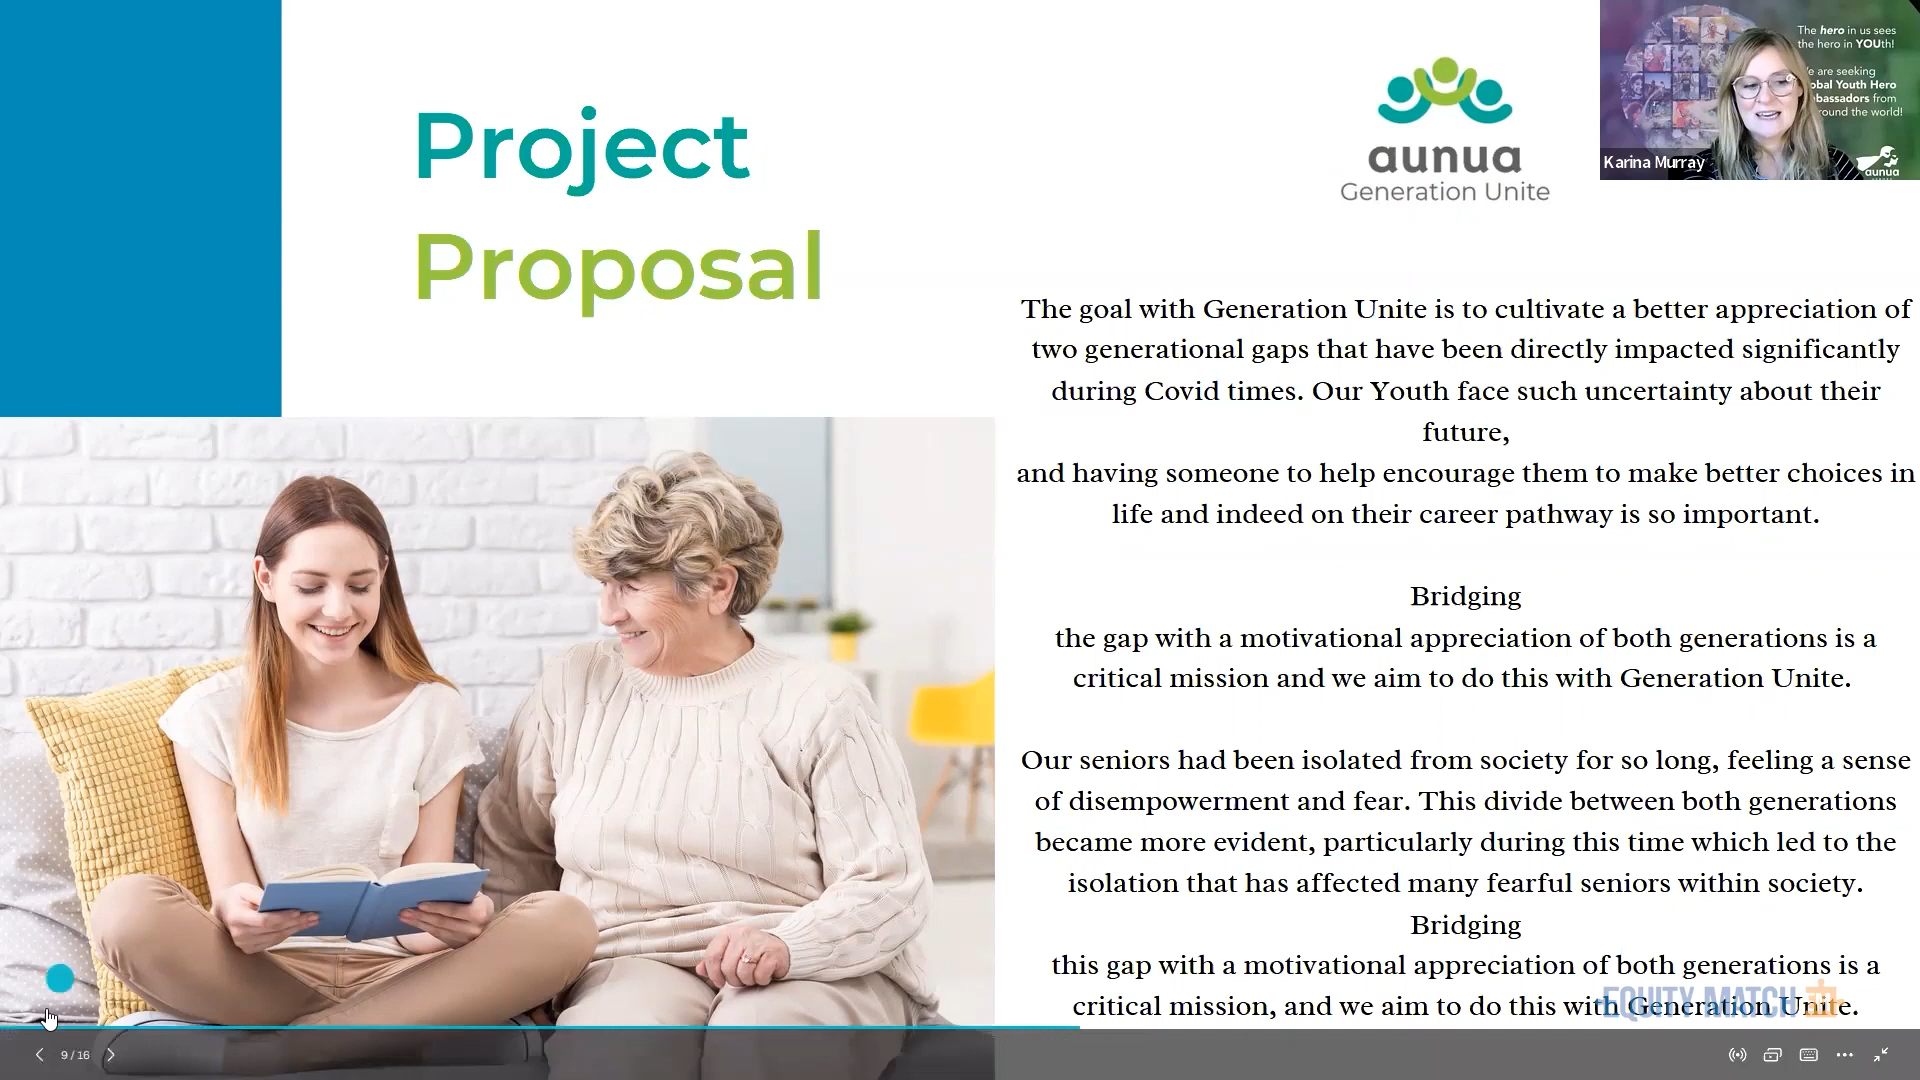 Project
Proposal
aunua
Generation Unite
The hero in us sees
the hero in YOUth!
are seeking
Youth Hero
from
around the world!
Karina Murray
aunua
The goal with Generation Unite is to cultivate a better appreciation of
two generational gaps that have been directly impacted significantly
during Covid times. Our Youth face such uncertainty about their
future,
and having someone to help encourage them to make better choices in
life and indeed on their career pathway is so important.
Bridging
the gap with a motivational appreciation of both generations is a
critical mission and we aim to do this with Generation Unite.
Our seniors had been isolated from society for so long, feeling a sense
of disempowerment and fear. This divide between both generations
became more evident, particularly during this time which led to the
isolation that has affected many fearful seniors within society.
Bridging
this gap with a motivational appreciation of both generations is a
critical mission, and we aim to do this with Generation Unite.
EQUITY MATCH
9 / 16